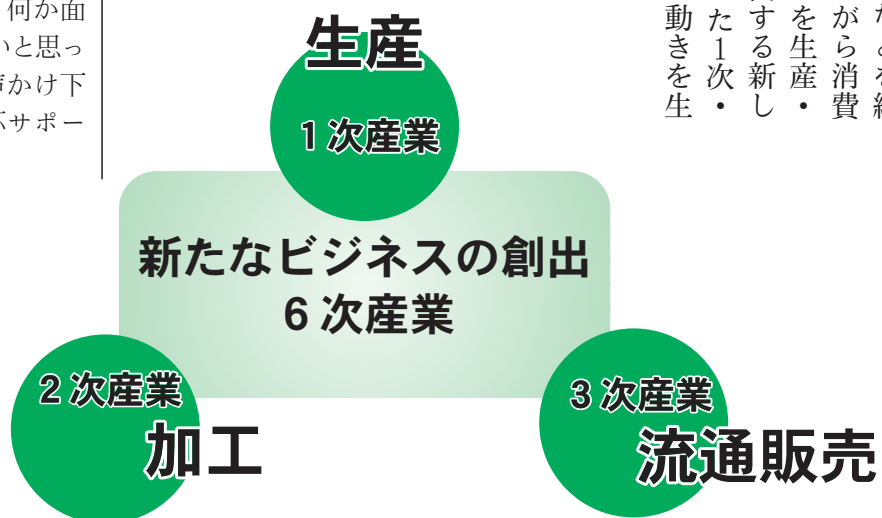 何か面
いと思っ
かけ下
サポー
がら消費
を生産・
する新し
た1次・
動きを生
生産
1次産業
新たなビジネスの創出
6次産業
2次産業
加工
3次産業
流通販売